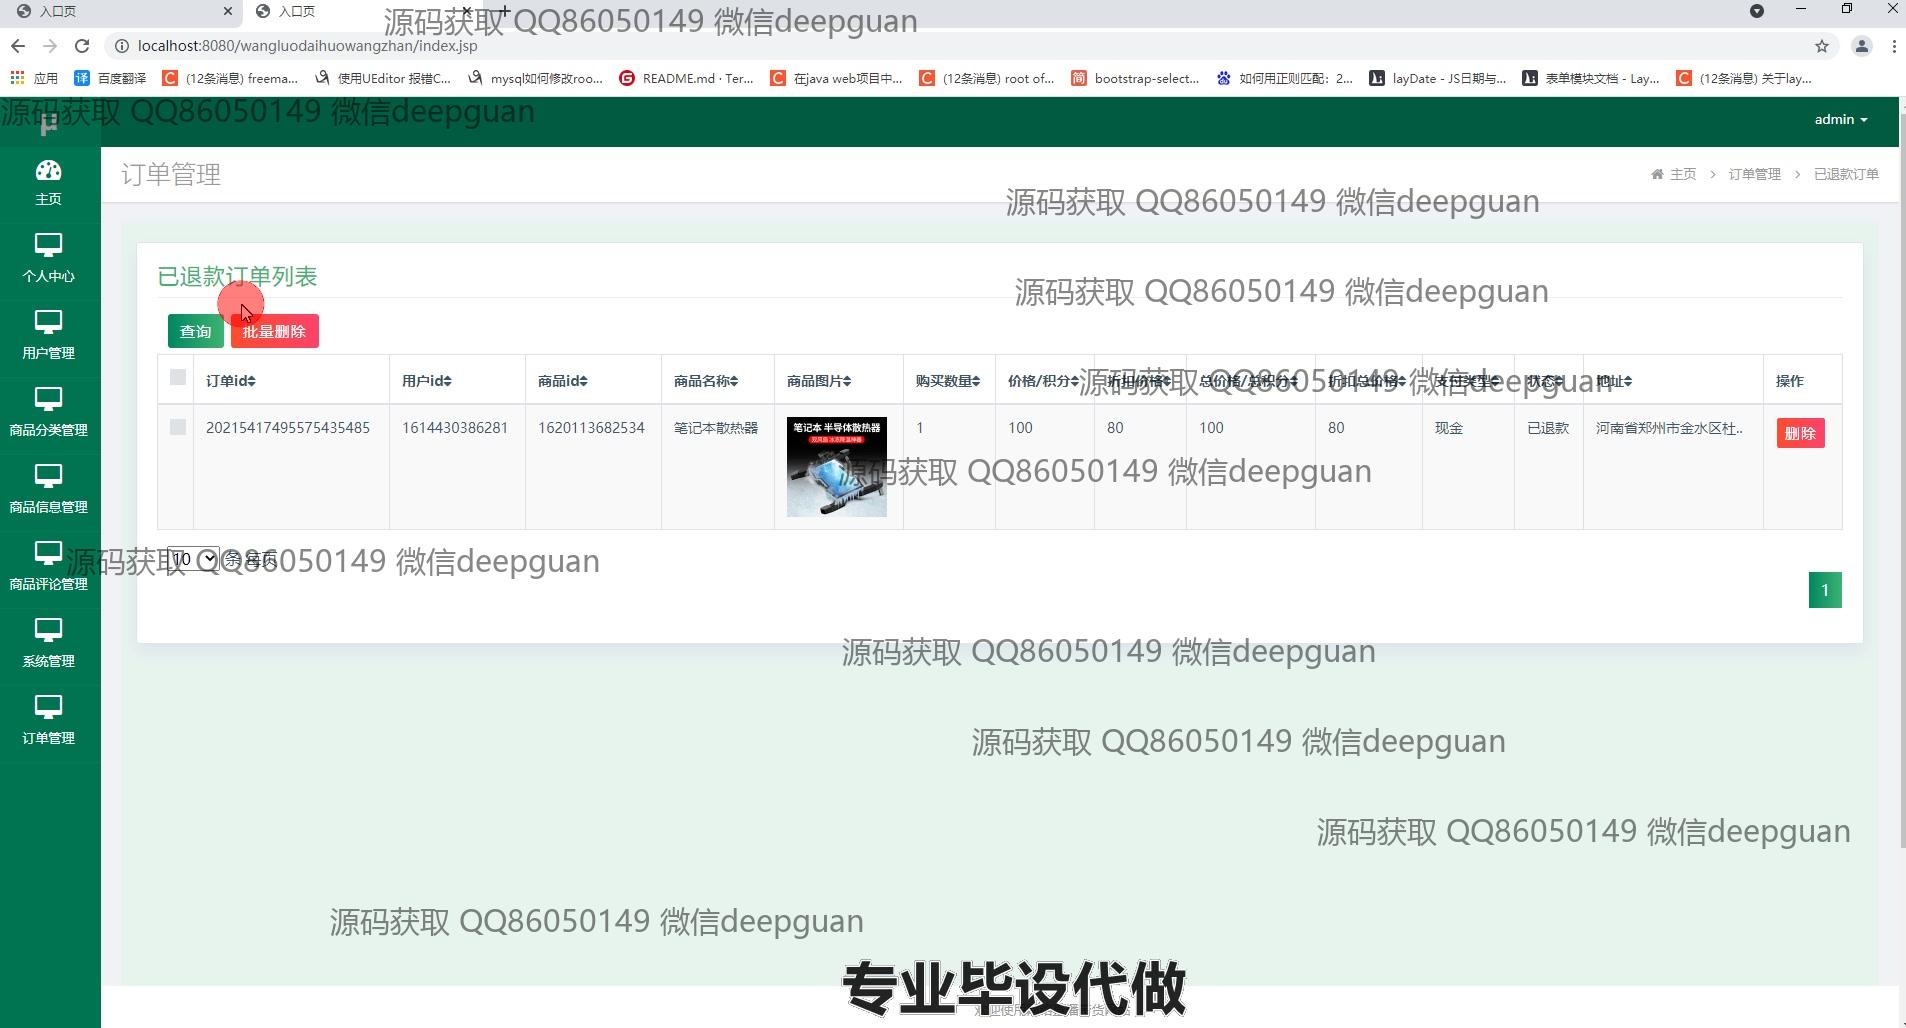 入口页
入口页
源码获取 QQ86050149 微信deepguan
localhost:8080/wangluodaihuowangzhan/index.jsp
应用 百度翻译 (12条消息) freema... 使用UEditor 报错C... mysql如何修改roo... README.md · Ter... 在java web项目中... (12条消息) root of... bootstrap-select... 如何用正则匹配：2... layDate - JS日期与... 表单模块文档 - Lay... (12条消息) 关于lay...
源码获取 QQ86050149 微信deepguan
admin
主页
个人中心
用户管理
商品分类管理
商品信息管理
商品评论管理
系统管理
订单管理
订单管理
主页 > 订单管理 > 已退款订单
源码获取 QQ86050149 微信deepguan
已退款订单列表
源码获取 QQ86050149 微信deepguan
查询 批量删除
订单id 用户id 商品id 商品名称 商品图片 购买数量 价格/积分 折扣价格 总价格/总积分 折扣总价格 支付类型 状态 地址 操作
源码获取 QQ86050149 微信deepguan
20215417495575435485 1614430386281 1620113682534 笔记本散热器 1 100 80 100 80 现金 已退款 河南省郑州市金水区杜.. 删除
笔记本 半导体散热器
源码获取 QQ86050149 微信deepguan
10 条 每页
源码获取 QQ86050149 微信deepguan
1
源码获取 QQ86050149 微信deepguan
源码获取 QQ86050149 微信deepguan
源码获取 QQ86050149 微信deepguan
源码获取 QQ86050149 微信deepguan
专业毕设代做